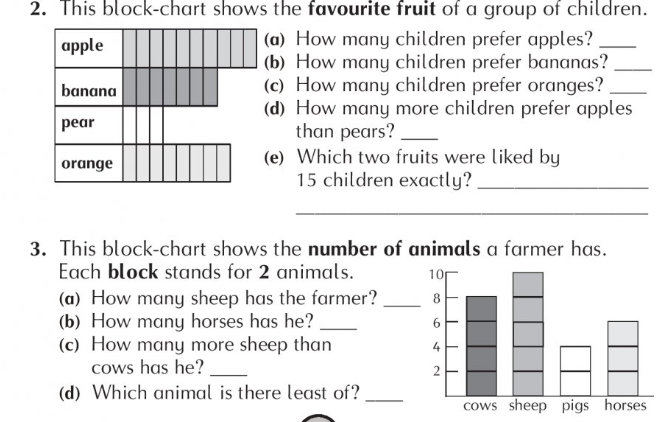 2. This block-chart shows the favourite fruit of a group of children.
apple
banana
pear
orange
(a) How many children prefer apples? ____
(b) How many children prefer bananas? ____
(c) How many children prefer oranges? ____
(d) How many more children prefer apples
than pears? ____
(e) Which two fruits were liked by
15 children exactly? ____
3. This block-chart shows the number of animals a farmer has.
Each block stands for 2 animals.
(a) How many sheep has the farmer? ____
(b) How many horses has he? ____
(c) How many more sheep than
cows has he? ____
(d) Which animal is there least of? ____
10
8
6
4
2
cows sheep pigs horses